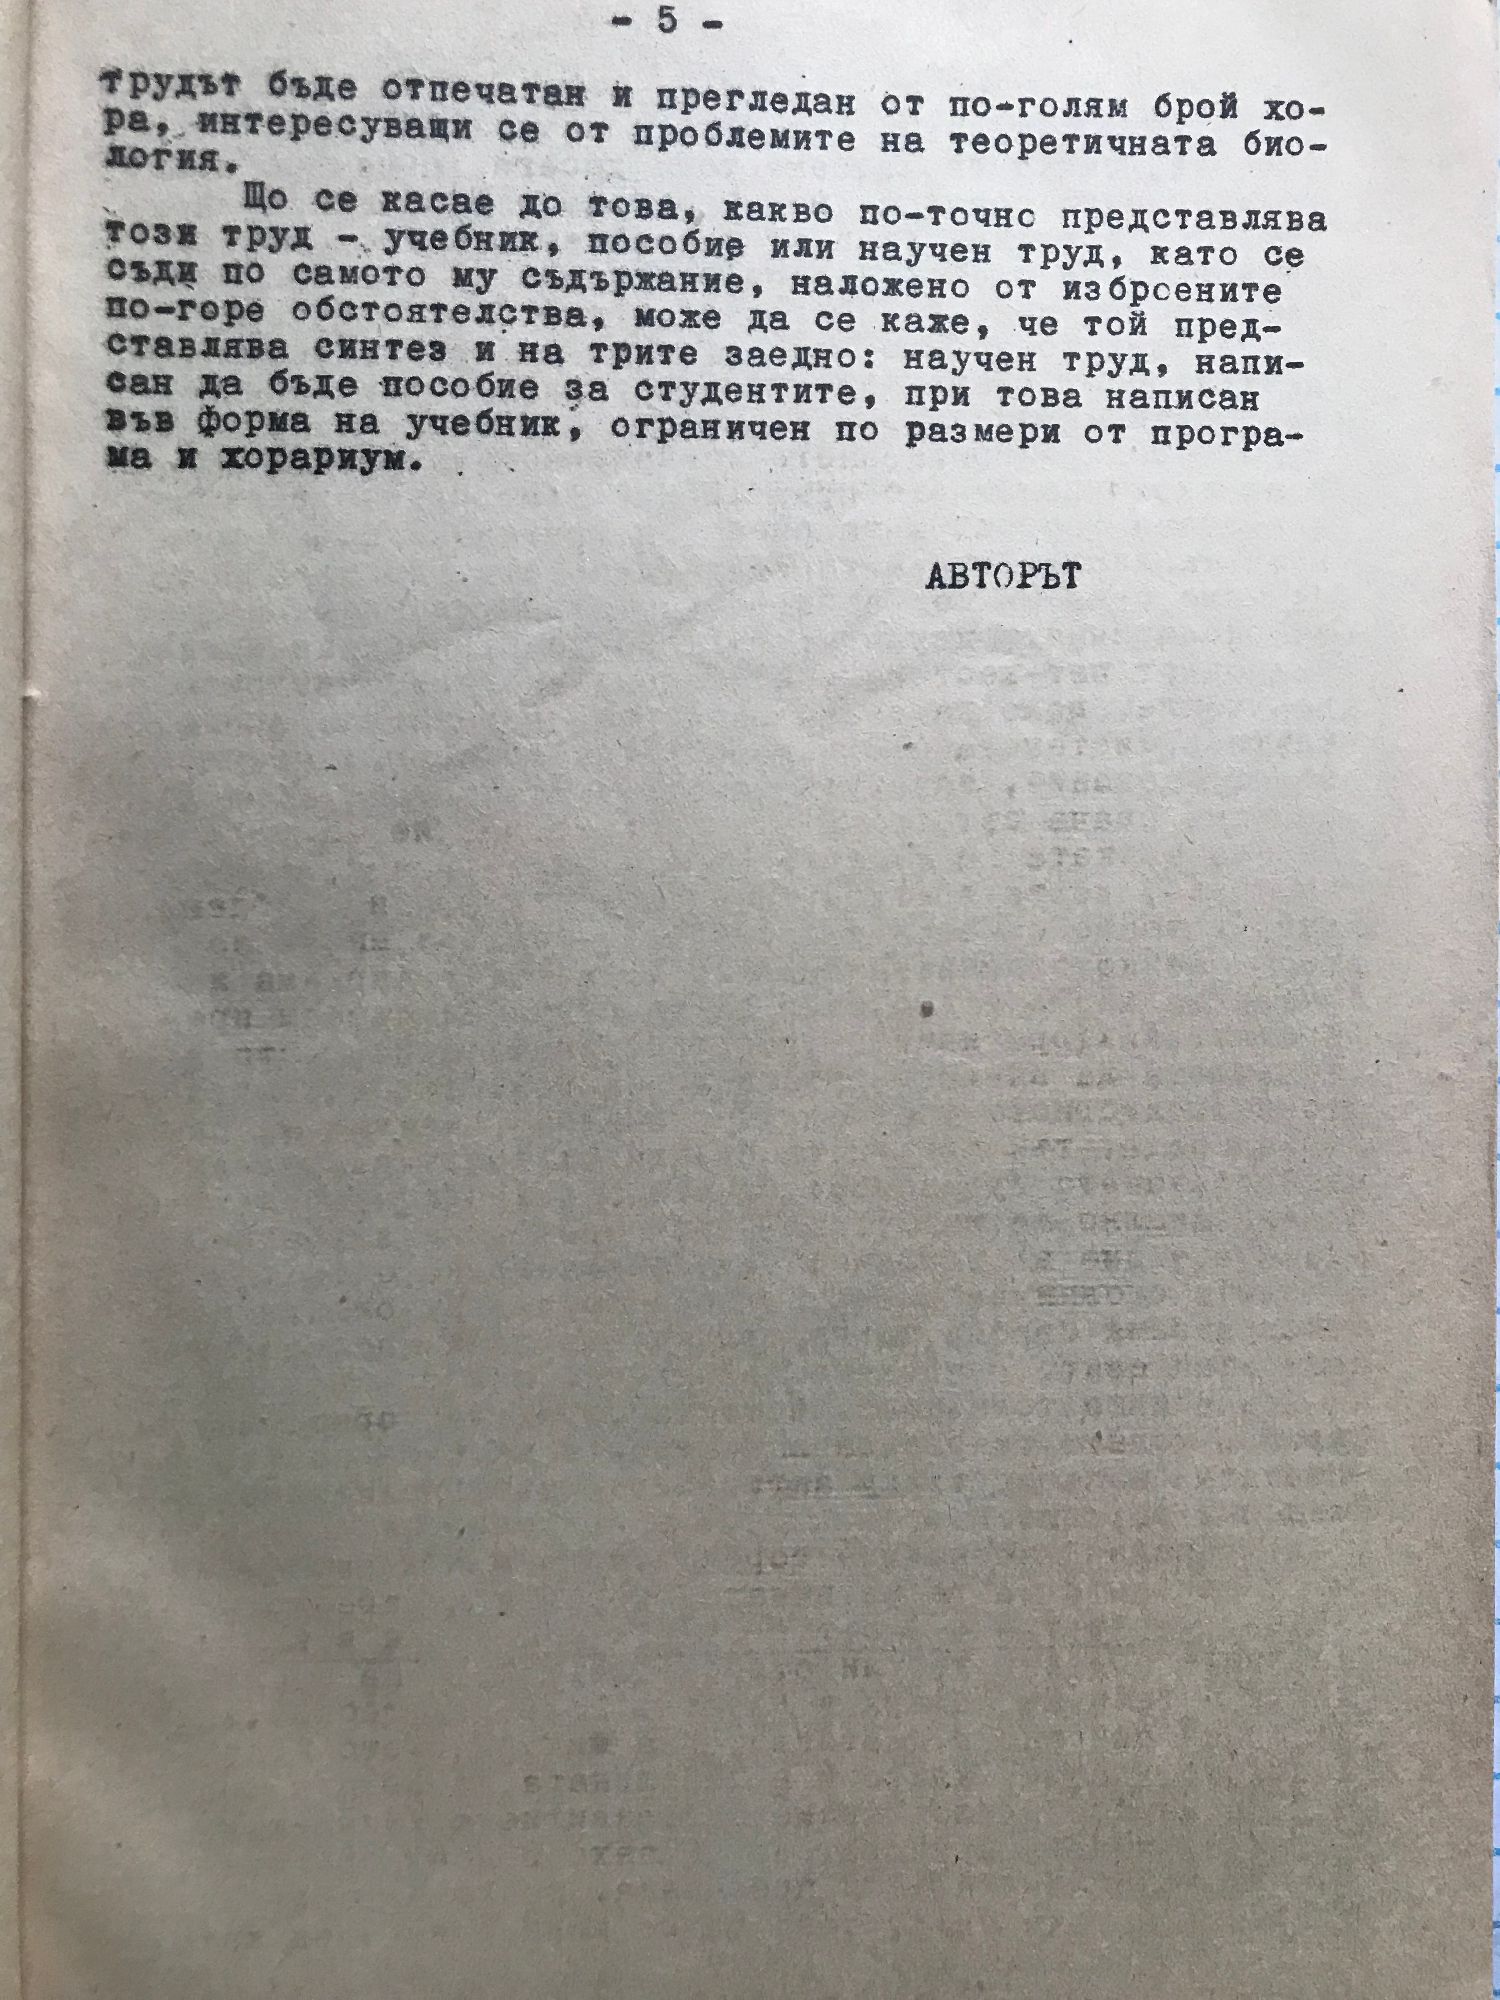 - 5 -
трудът бъде отпечатан и прегледан от по-голям брой хо-
ра, интересуващи се от проблемите на теоретичната био-
логия.
Що се касае до това, какво по-точно представлява
този труд - учебник, пособие или научен труд, като се
съди по самото му съдържание, наложено от изброените
по-горе обстоятелства, може да се каже, че той пред-
ставлява синтез и на трите заедно: научен труд, напи-
сан да бъде пособие за студентите, при това написан
във форма на учебник, ограничен по размери от програ-
ма и хорариум.
АВТОРЪТ